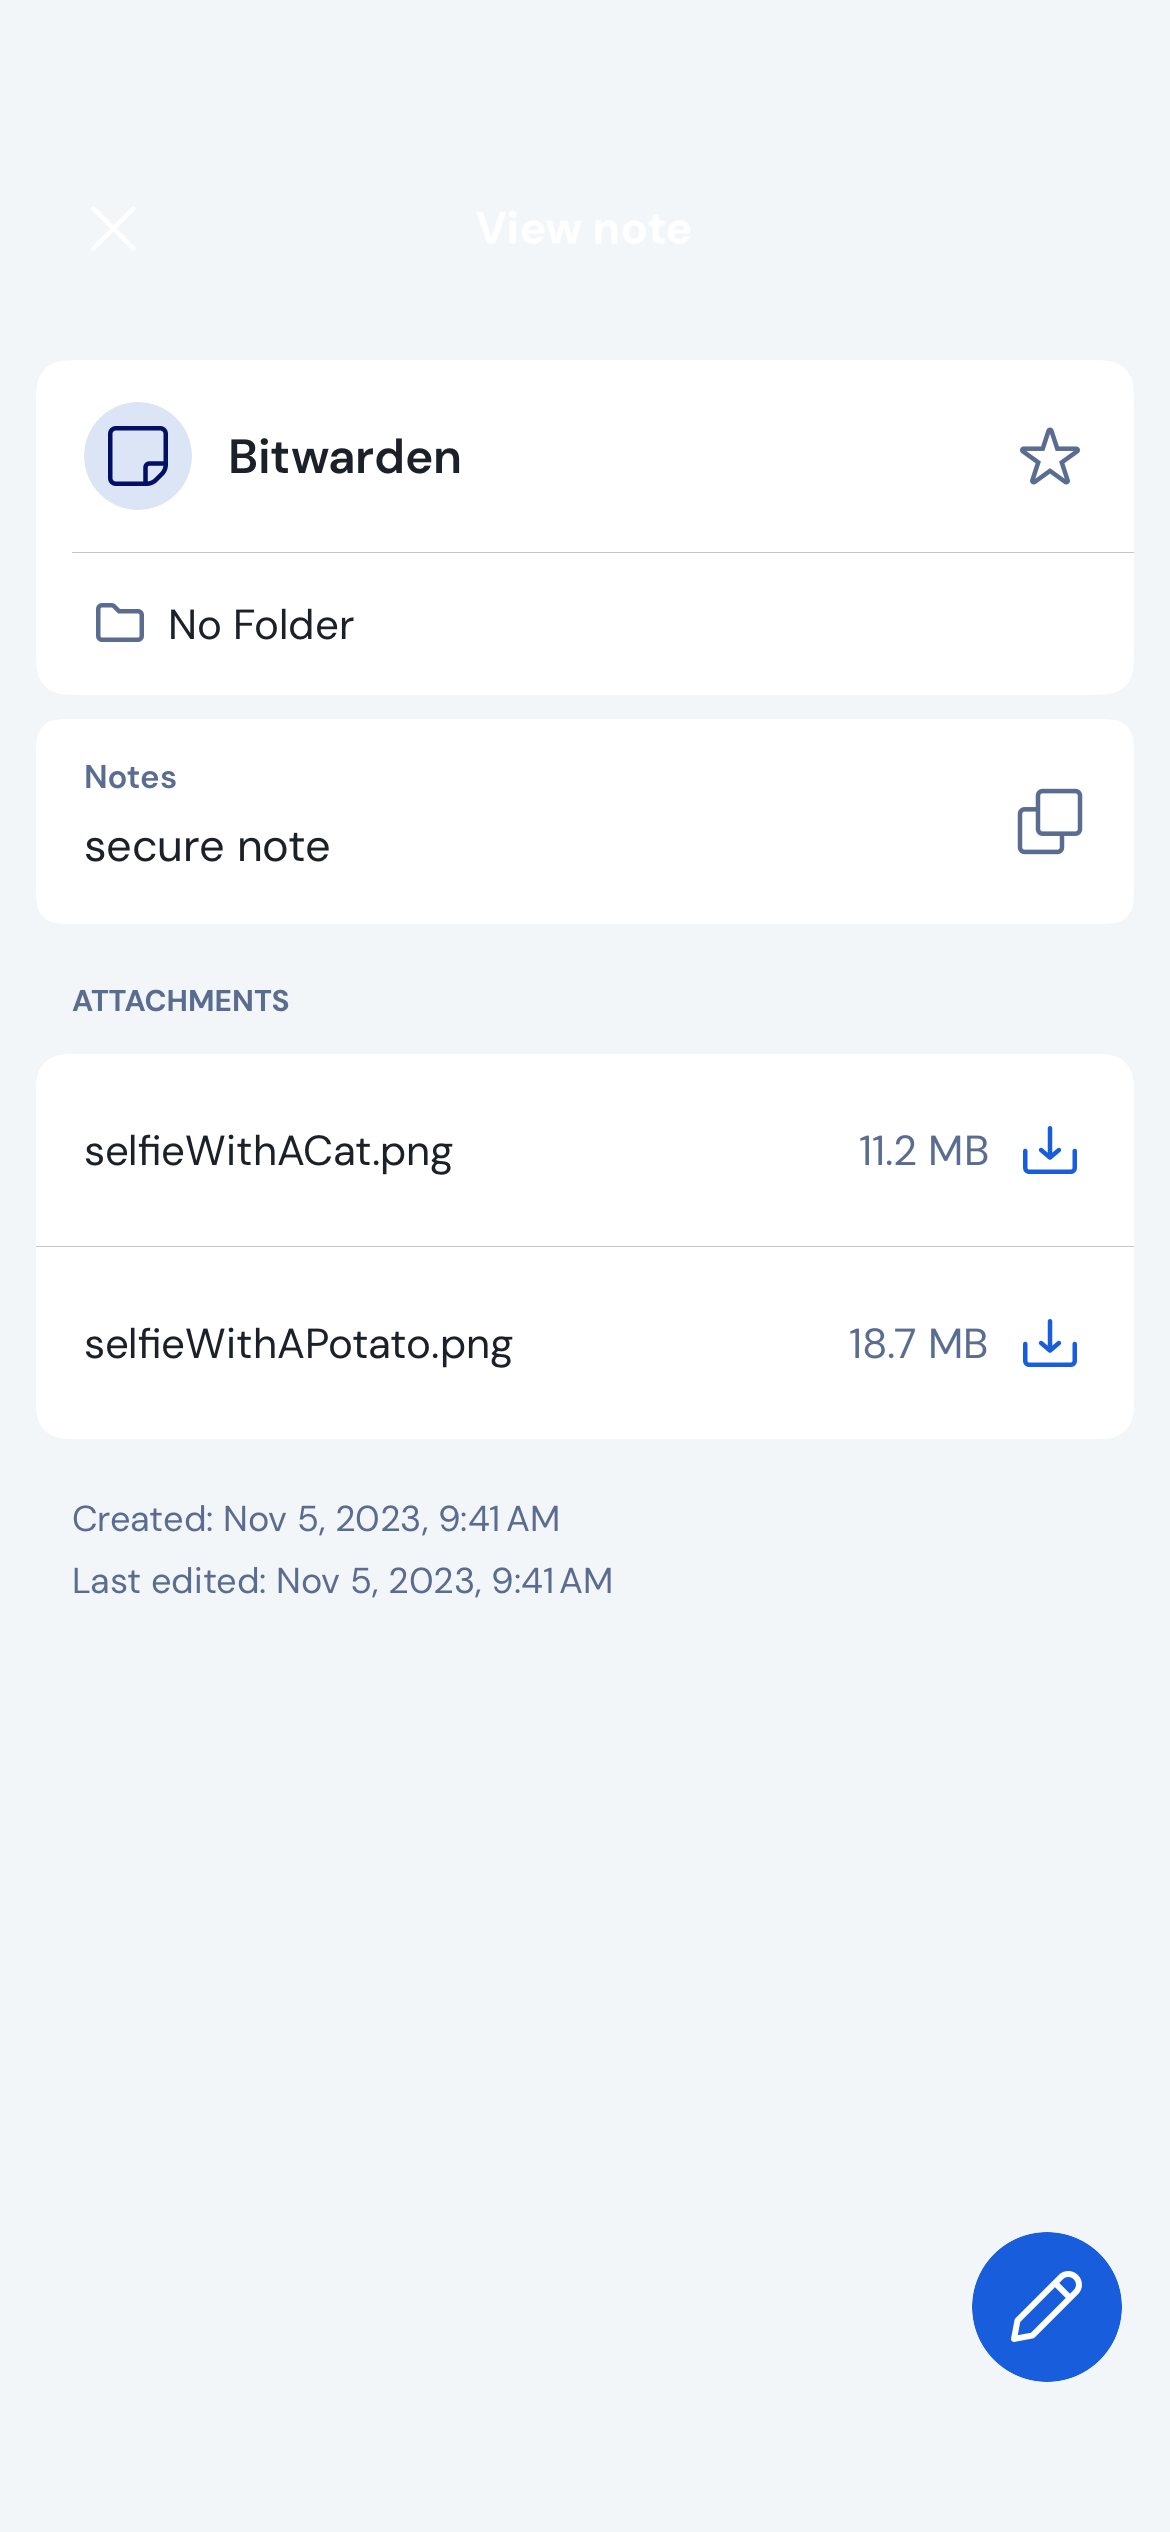 View note
Bitwarden
No Folder
Notes
secure note
ATTACHMENTS
selfieWithACat.png 11.2 MB
selfieWithAPotato.png 18.7 MB
Created: Nov 5, 2023, 9:41 AM
Last edited: Nov 5, 2023, 9:41 AM